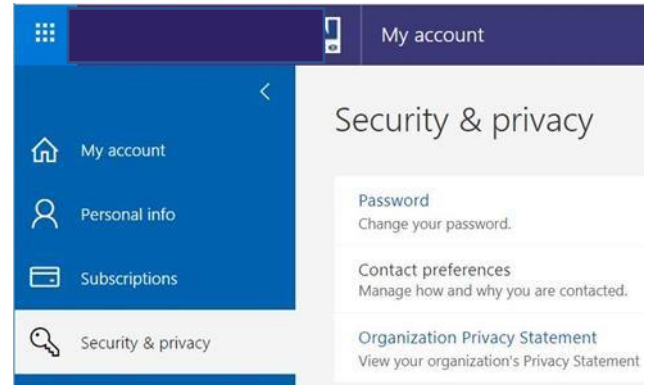 My account
Security & privacy
My account
Personal info
Subscriptions
Security & privacy
Password
Change your password.
Contact preferences
Manage how and why you are contacted.
Organization Privacy Statement
View your organization's Privacy Statement